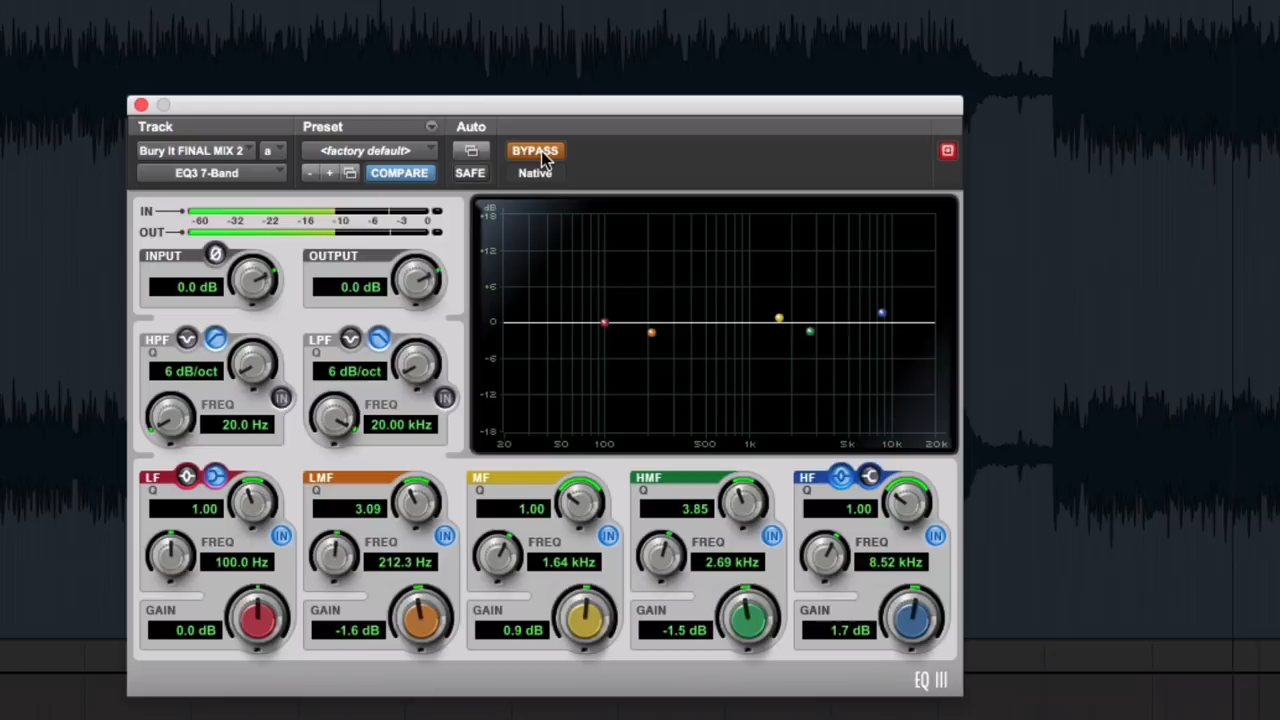 Track Preset Auto
Bury It FINAL MIX 2 a <factory default> BYPASS
EQ3 7-Band - + COMPARE SAFE Native
IN
-60 -32 -22 -16 -10 -6 -3 0
OUT
INPUT Ø OUTPUT
0.0 dB 0.0 dB
HPF LPF
Q Q
6 dB/oct 6 dB/oct
IN IN
FREQ FREQ
20.0 Hz 20.00 kHz
dB
+18
+12
+6
0
-6
-12
-18
20 50 100 500 1k 5k 10k 20k
LF LMF MF HMF HF
Q Q Q Q Q
1.00 3.09 1.00 3.85 1.00
IN IN IN IN IN
FREQ FREQ FREQ FREQ FREQ
100.0 Hz 212.3 Hz 1.64 kHz 2.69 kHz 8.52 kHz
GAIN GAIN GAIN GAIN GAIN
0.0 dB -1.6 dB 0.9 dB -1.5 dB 1.7 dB
EQ III